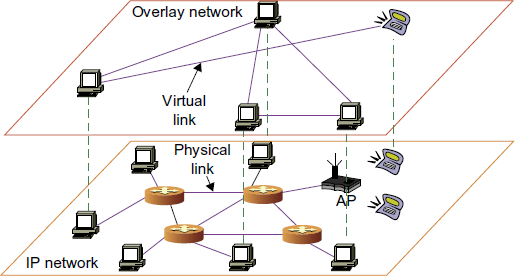 Overlay network
Virtual
link
Physical
link
AP
IP network